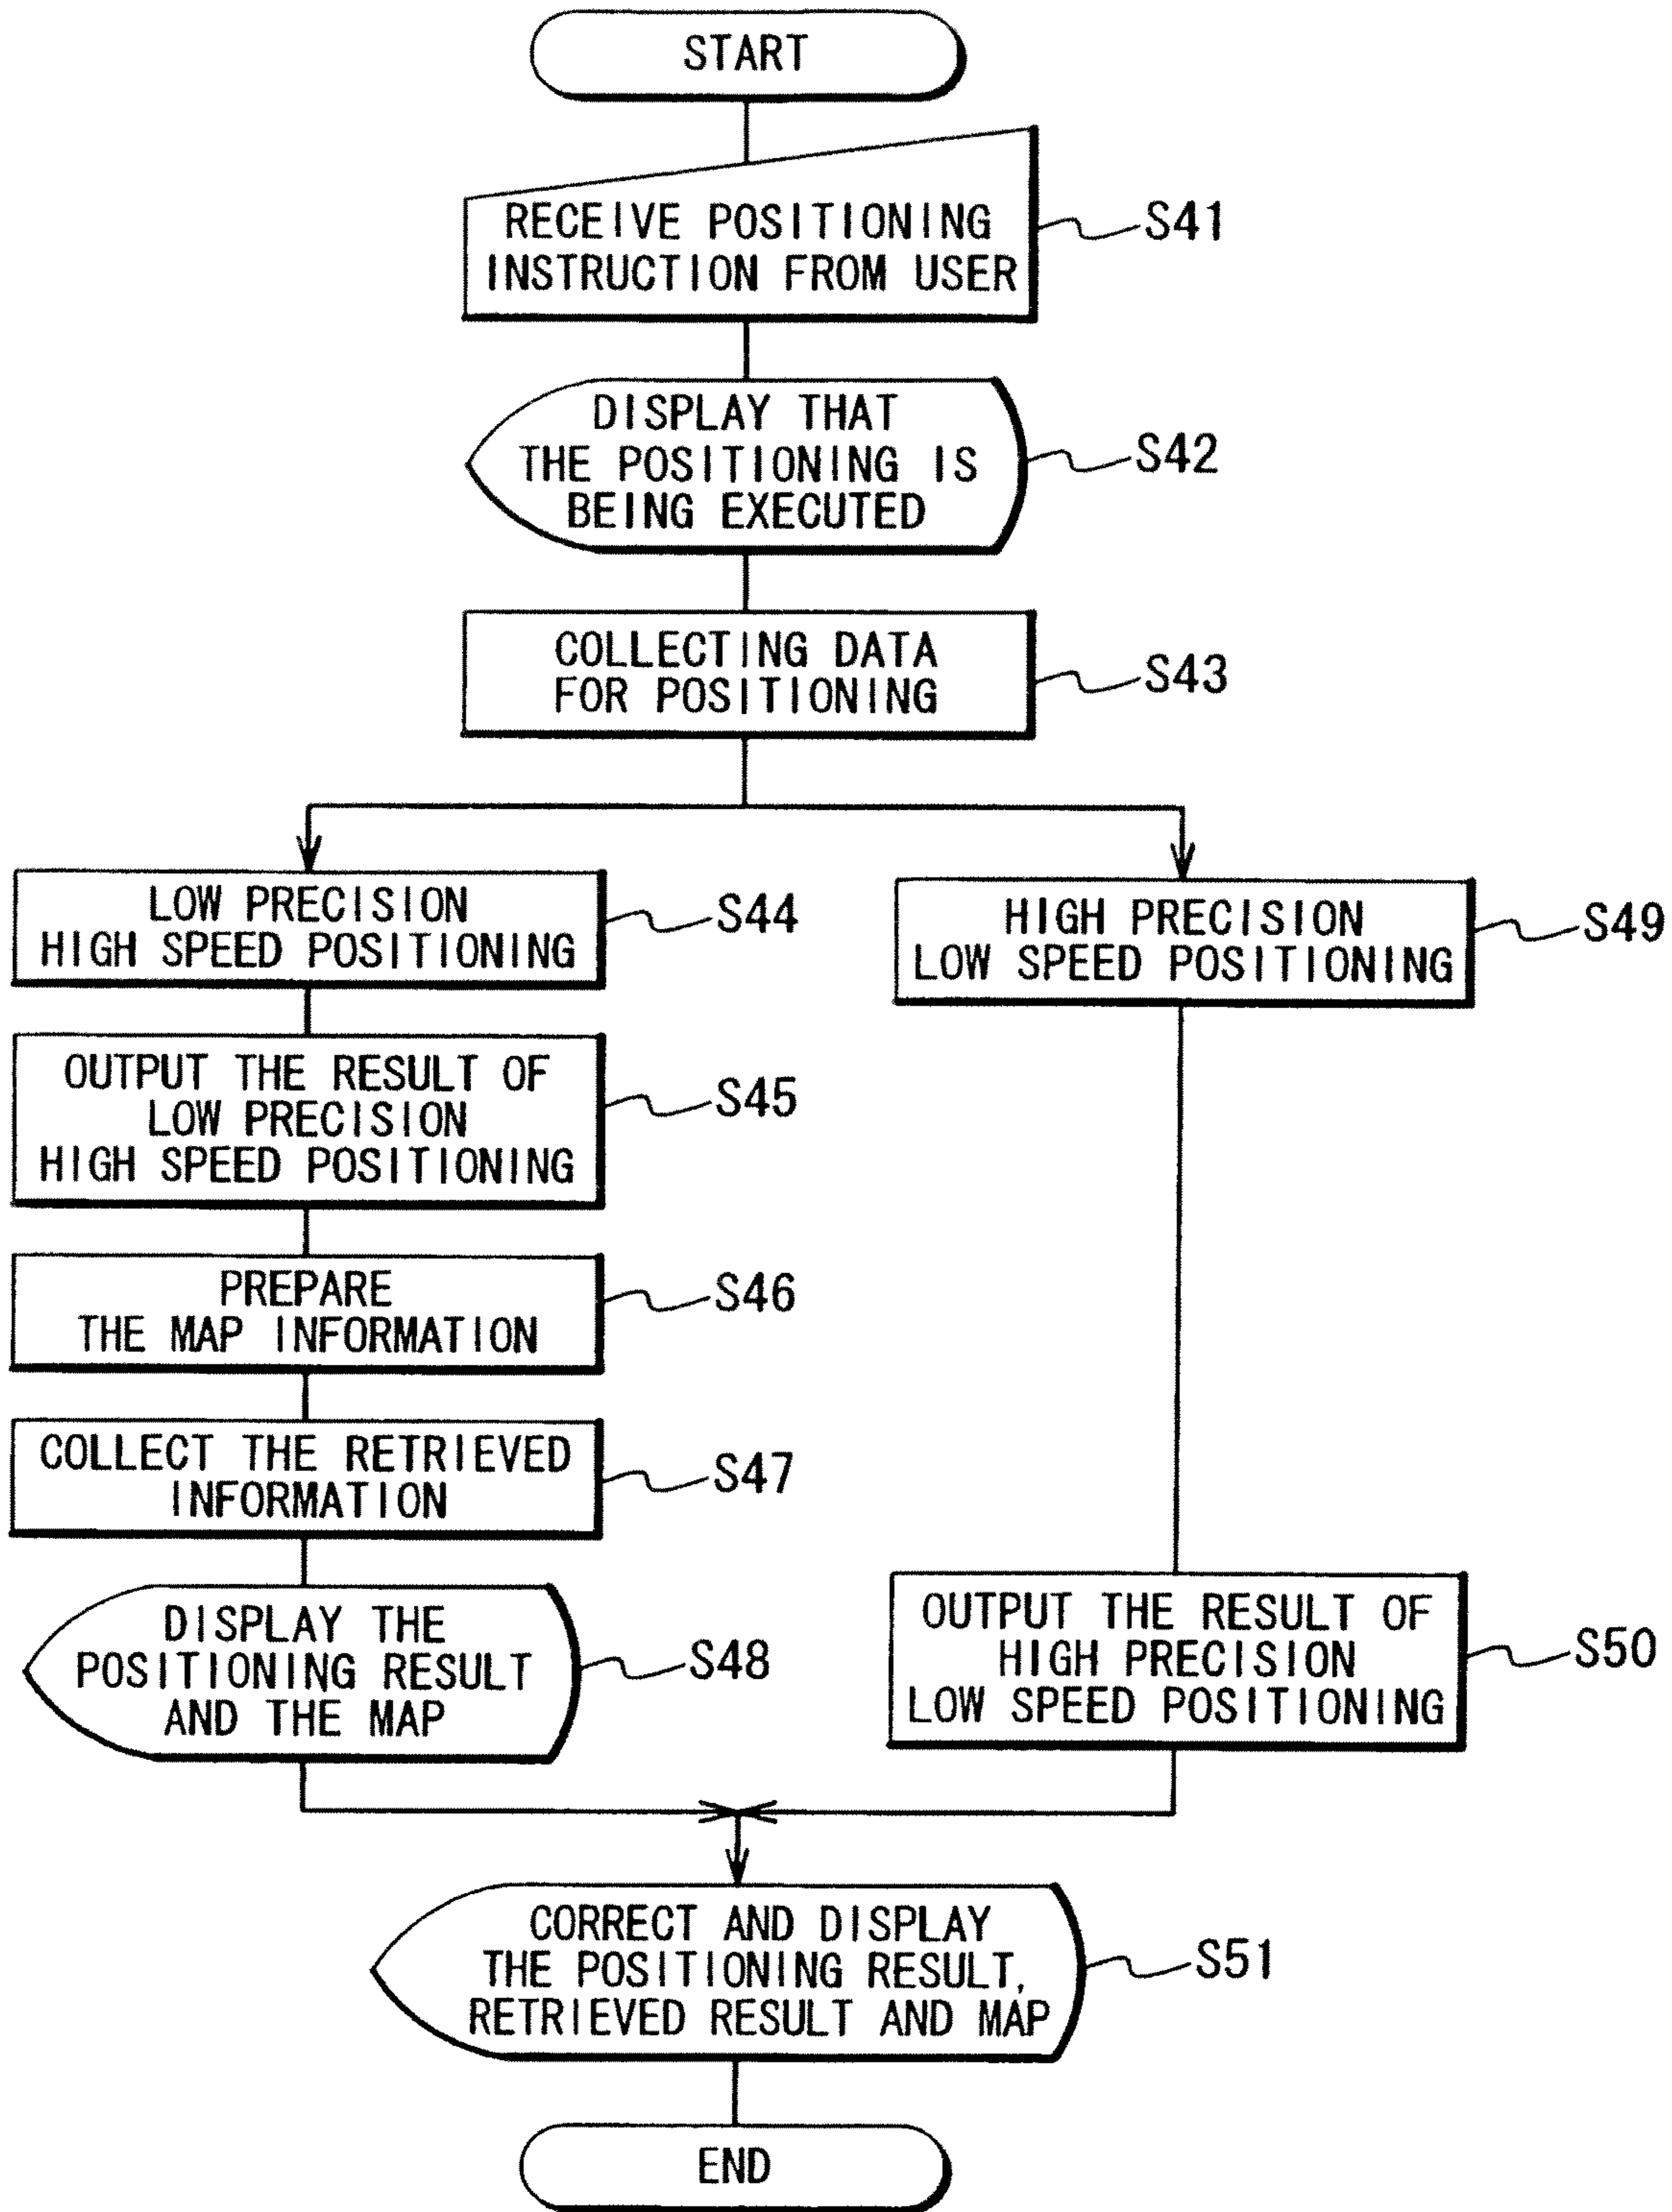 START
RECEIVE POSITIONING
INSTRUCTION FROM USER
S41
DISPLAY THAT
THE POSITIONING IS
BEING EXECUTED
S42
COLLECTING DATA
FOR POSITIONING
S43
LOW PRECISION
HIGH SPEED POSITIONING
S44
OUTPUT THE RESULT OF
LOW PRECISION
HIGH SPEED POSITIONING
S45
PREPARE
THE MAP INFORMATION
S46
COLLECT THE RETRIEVED
INFORMATION
S47
DISPLAY THE
POSITIONING RESULT
AND THE MAP
S48
HIGH PRECISION
LOW SPEED POSITIONING
S49
OUTPUT THE RESULT OF
HIGH PRECISION
LOW SPEED POSITIONING
S50
CORRECT AND DISPLAY
THE POSITIONING RESULT,
RETRIEVED RESULT AND MAP
S51
END